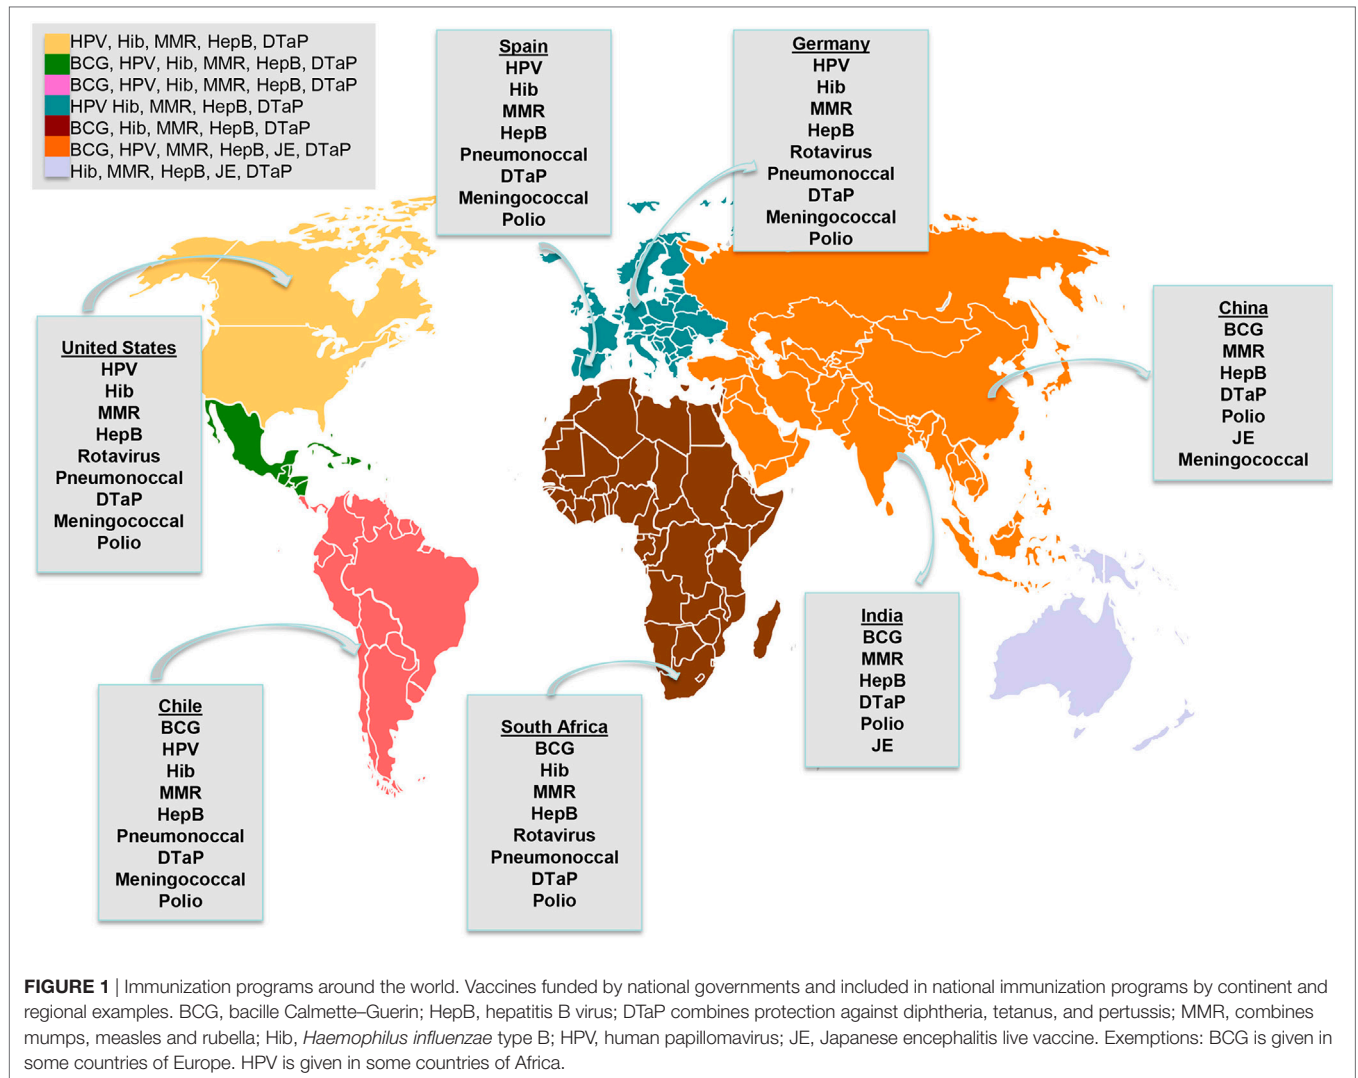 HPV, Hib, MMR, HepB, DTaP
BCG, HPV, Hib, MMR, HepB, DTaP
BCG, HPV, Hib, MMR, HepB, DTaP
HPV Hib, MMR, HepB, DTaP
BCG, Hib, MMR, HepB, DTaP
BCG, HPV, MMR, HepB, JE, DTaP
Hib, MMR, HepB, JE, DTaP
Spain
HPV
Hib
MMR
HepB
Pneumonoccal
DTaP
Meningococcal
Polio
Germany
HPV
Hib
MMR
HepB
Rotavirus
Pneumonoccal
DTaP
Meningococcal
Polio
United States
HPV
Hib
MMR
HepB
Rotavirus
Pneumonoccal
DTaP
Meningococcal
Polio
China
BCG
MMR
HepB
DTaP
Polio
JE
Meningococcal
India
BCG
MMR
HepB
DTaP
Polio
JE
Chile
BCG
HPV
Hib
MMR
HepB
Pneumonoccal
DTaP
Meningococcal
Polio
South Africa
BCG
Hib
MMR
HepB
Rotavirus
Pneumonoccal
DTaP
Polio
FIGURE 1 | Immunization programs around the world. Vaccines funded by national governments and included in national immunization programs by continent and
regional examples. BCG, bacille Calmette–Guerin; HepB, hepatitis B virus; DTaP combines protection against diphtheria, tetanus, and pertussis; MMR, combines
mumps, measles and rubella; Hib, Haemophilus influenzae type B; HPV, human papillomavirus; JE, Japanese encephalitis live vaccine. Exemptions: BCG is given in
some countries of Europe. HPV is given in some countries of Africa.